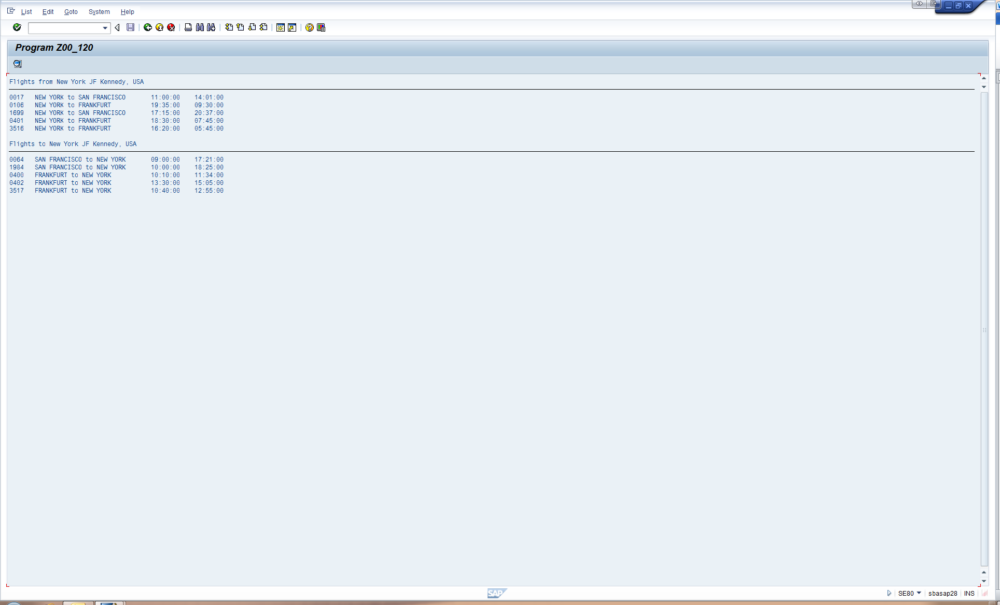 List Edit Goto System Help
Program Z00_120
Flights from New York JF Kennedy, USA
0017 NEW YORK to SAN FRANCISCO 11:00:00 14:01:00
0106 NEW YORK to FRANKFURT 19:35:00 09:30:00
1699 NEW YORK to SAN FRANCISCO 17:15:00 20:37:00
0401 NEW YORK to FRANKFURT 18:30:00 07:45:00
3516 NEW YORK to FRANKFURT 16:20:00 05:45:00
Flights to New York JF Kennedy, USA
0064 SAN FRANCISCO to NEW YORK 09:00:00 17:21:00
1984 SAN FRANCISCO to NEW YORK 10:00:00 18:25:00
0400 FRANKFURT to NEW YORK 10:10:00 11:34:00
0402 FRANKFURT to NEW YORK 13:30:00 15:05:00
3517 FRANKFURT to NEW YORK 10:40:00 12:55:00
SAP SE80 sbasap28 INS